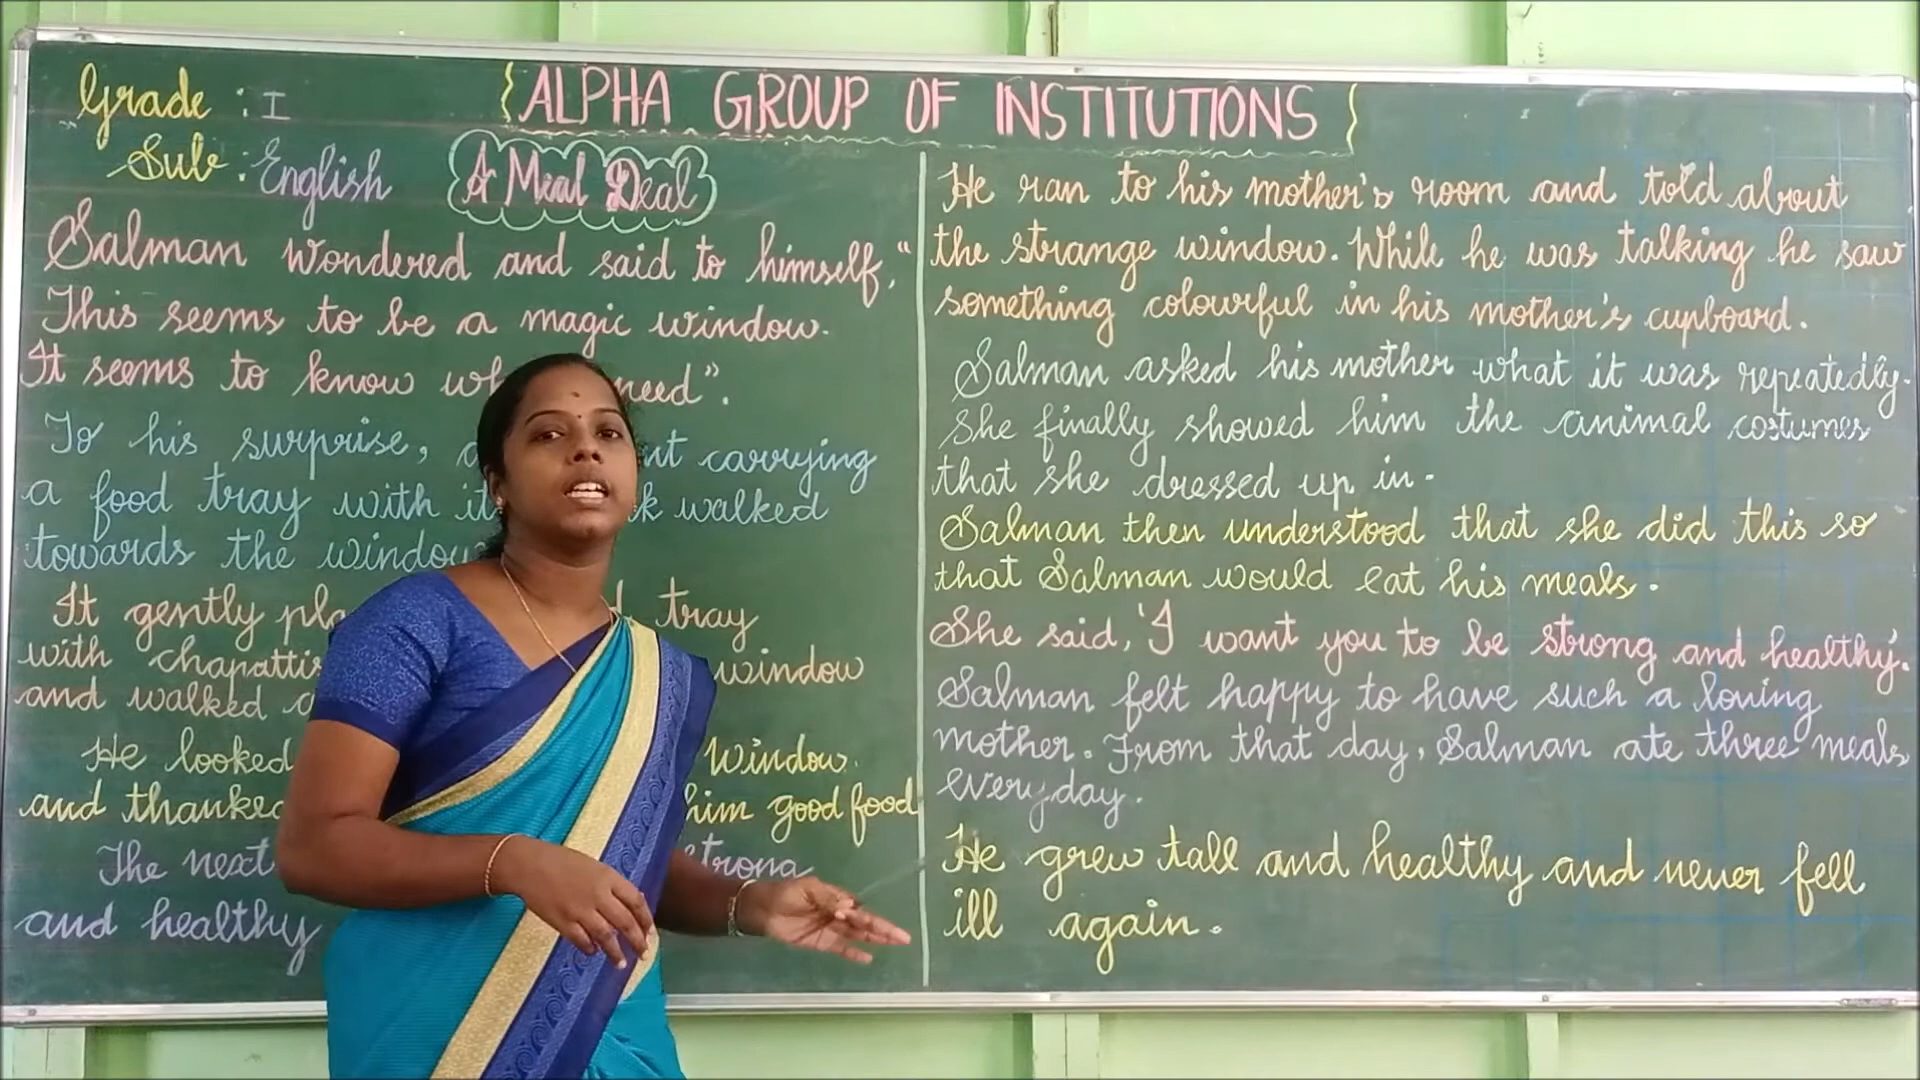 Grade : I
ALPHA GROUP OF INSTITUTIONS
Sub : English
A Meal Deal
Salman wondered and said to himself, "
This seems to be a magic window.
It seems to know need".
To his surprise, carrying
a food tray with it walked
towards the window
It gently tray
with chapattis window
and walked
He looked window.
and thanked him good food
The next strong
and healthy
He ran to his mother's room and told about
the strange window. While he was talking he saw
something colourful in his mother's cupboard.
Salman asked his mother what it was repeatedly.
She finally showed him the animal costumes
that she dressed up in.
Salman then understood that she did this so
that Salman would eat his meals.
She said, 'I want you to be strong and healthy'.
Salman felt happy to have such a loving
mother. From that day, Salman ate three meals
everyday.
He grew tall and healthy and never fell
ill again.